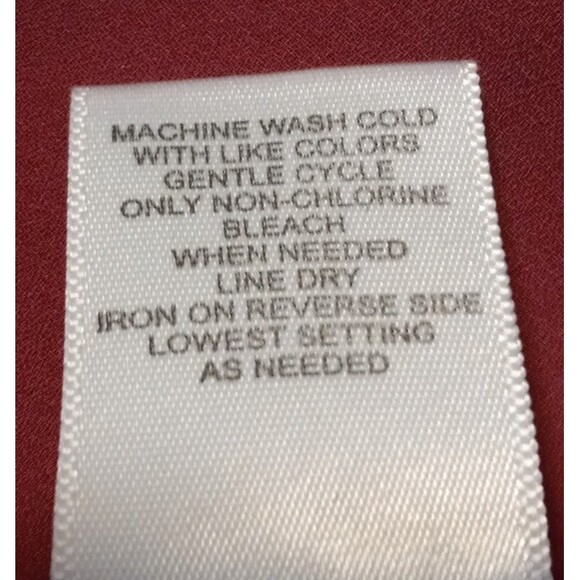 MACHINE WASH COLD
WITH LIKE COLORS
GENTLE CYCLE
ONLY NON-CHLORINE
BLEACH
WHEN NEEDED
LINE DRY
IRON ON REVERSE SIDE
LOWEST SETTING
AS NEEDED